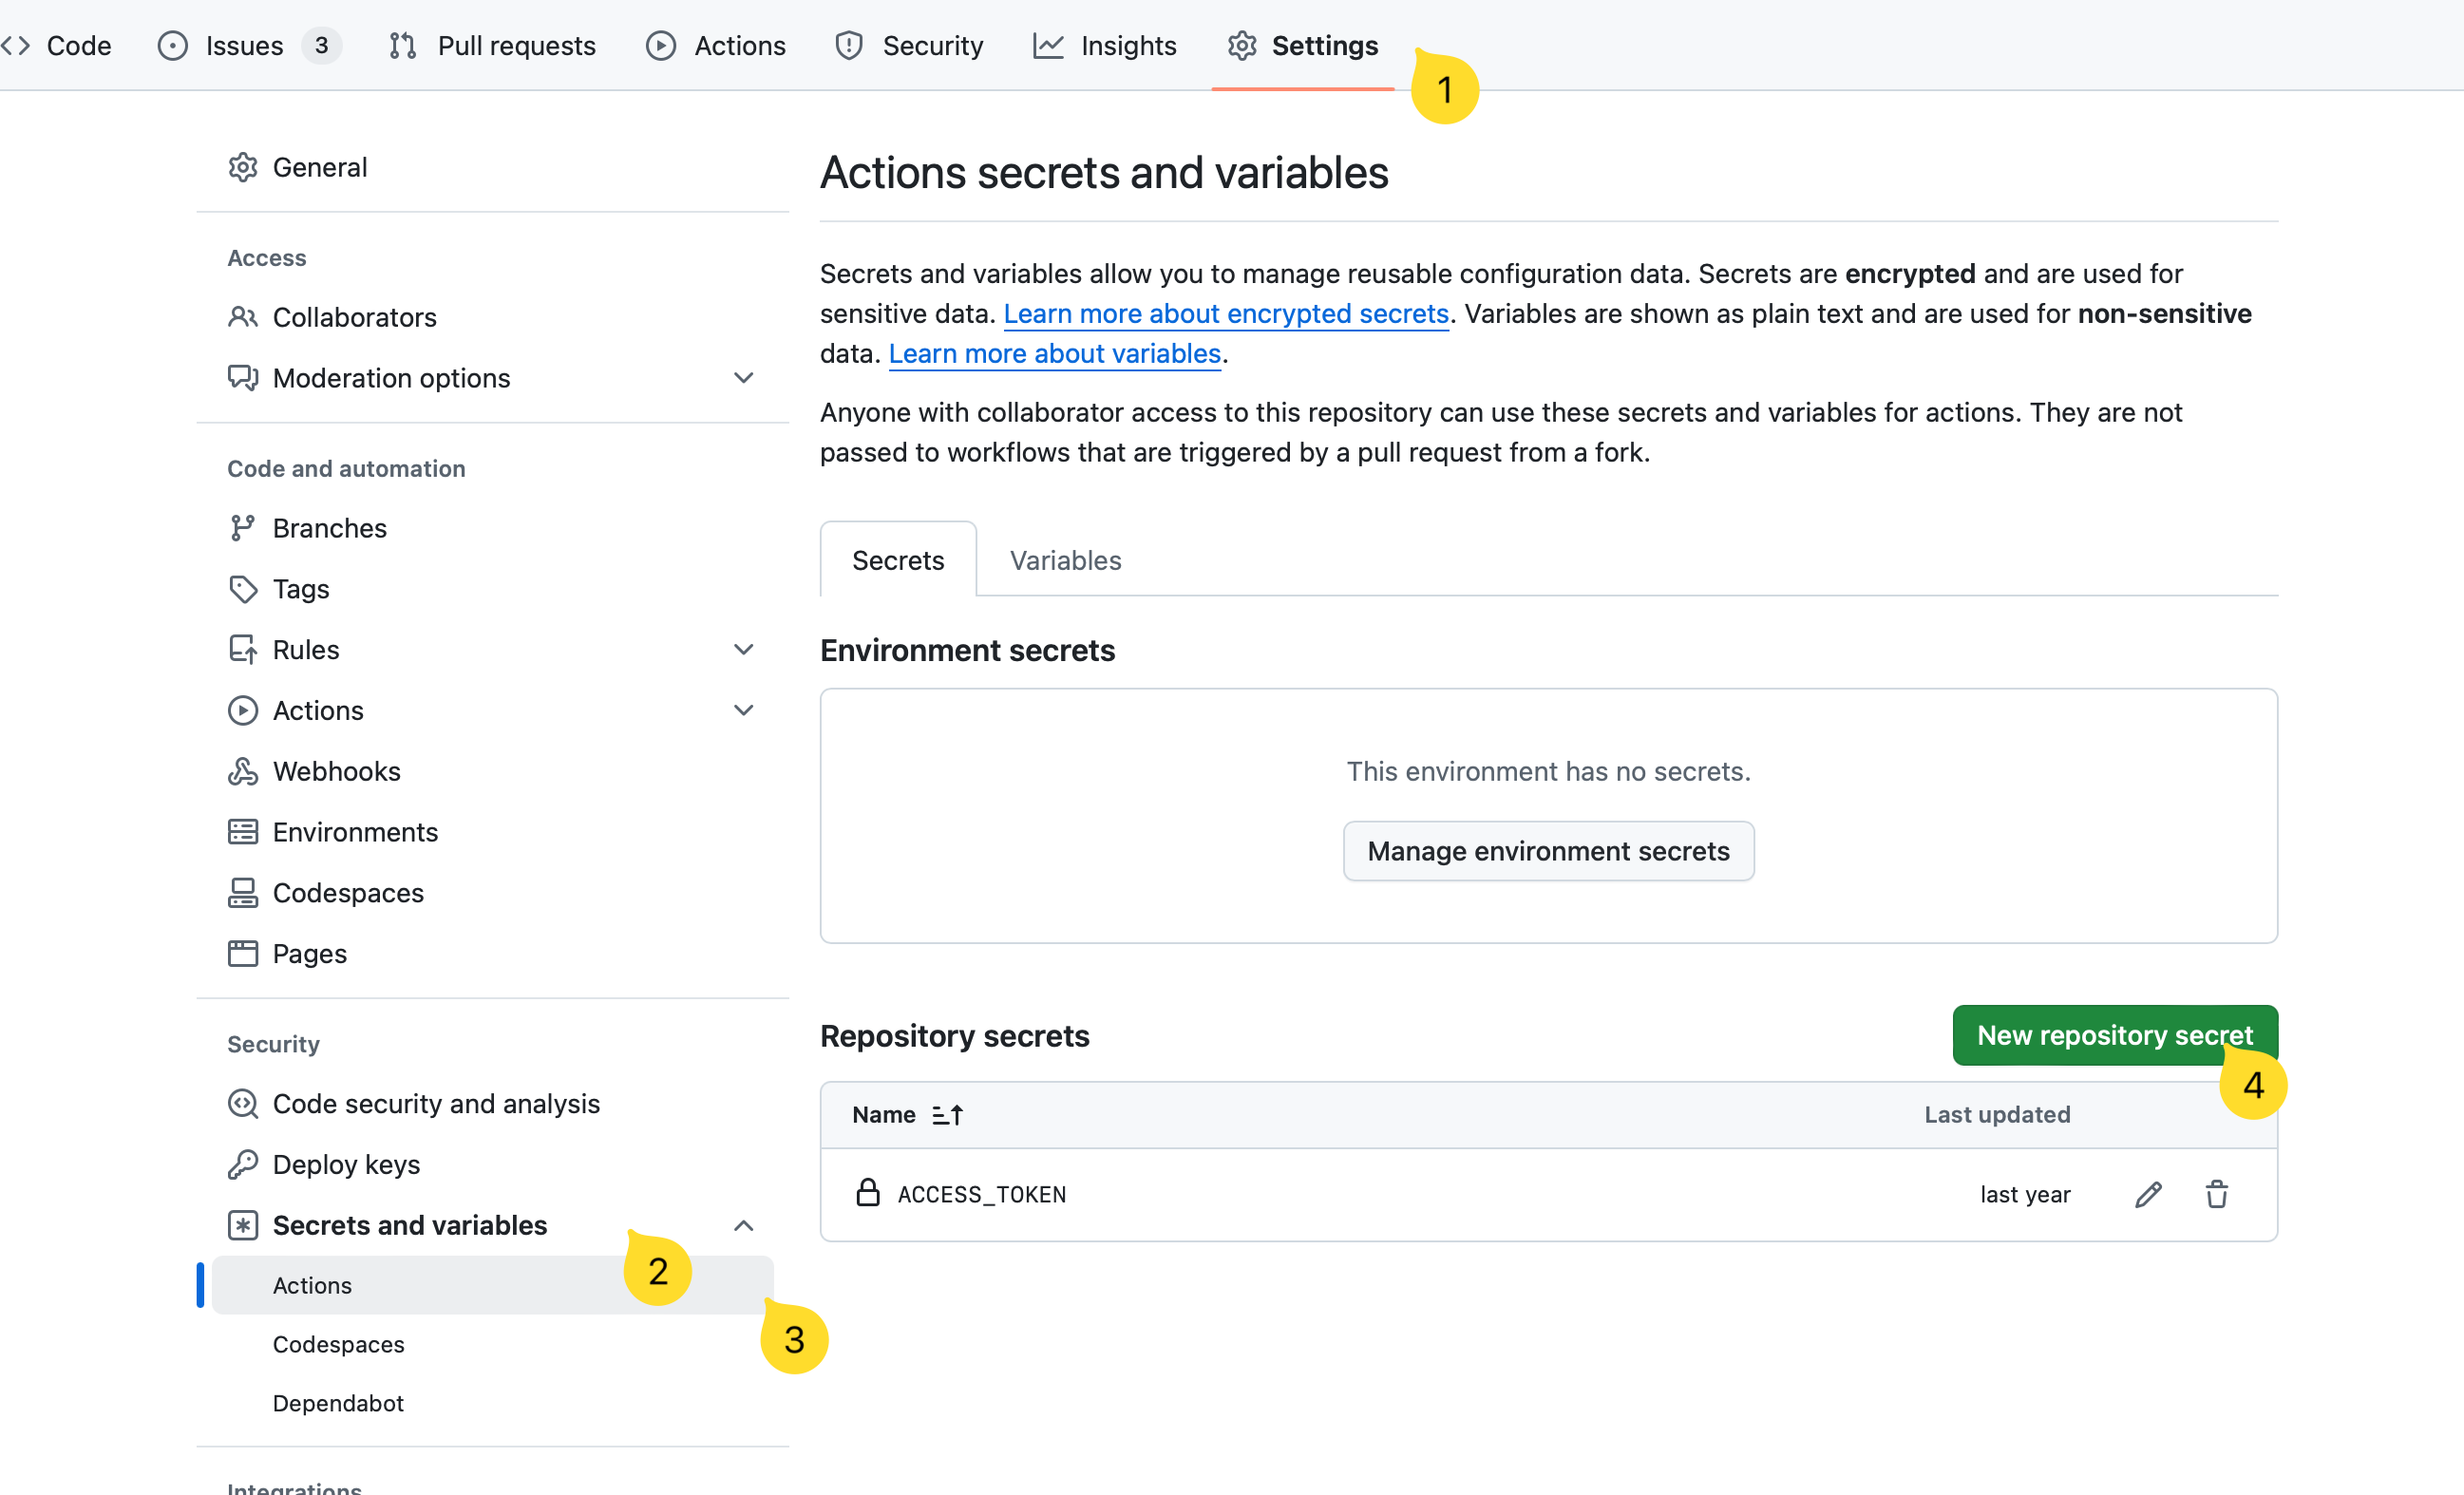 Code Issues 3 Pull requests Actions Security Insights Settings
1
General
Access
Collaborators
Moderation options
Code and automation
Branches
Tags
Rules
Actions
Webhooks
Environments
Codespaces
Pages
Security
Code security and analysis
Deploy keys
Secrets and variables
2
Actions
3
Codespaces
Dependabot
Integrations
Actions secrets and variables
Secrets and variables allow you to manage reusable configuration data. Secrets are encrypted and are used for
sensitive data. Learn more about encrypted secrets. Variables are shown as plain text and are used for non-sensitive
data. Learn more about variables.
Anyone with collaborator access to this repository can use these secrets and variables for actions. They are not
passed to workflows that are triggered by a pull request from a fork.
Secrets Variables
Environment secrets
This environment has no secrets.
Manage environment secrets
Repository secrets New repository secret
4
Name Last updated
ACCESS_TOKEN last year